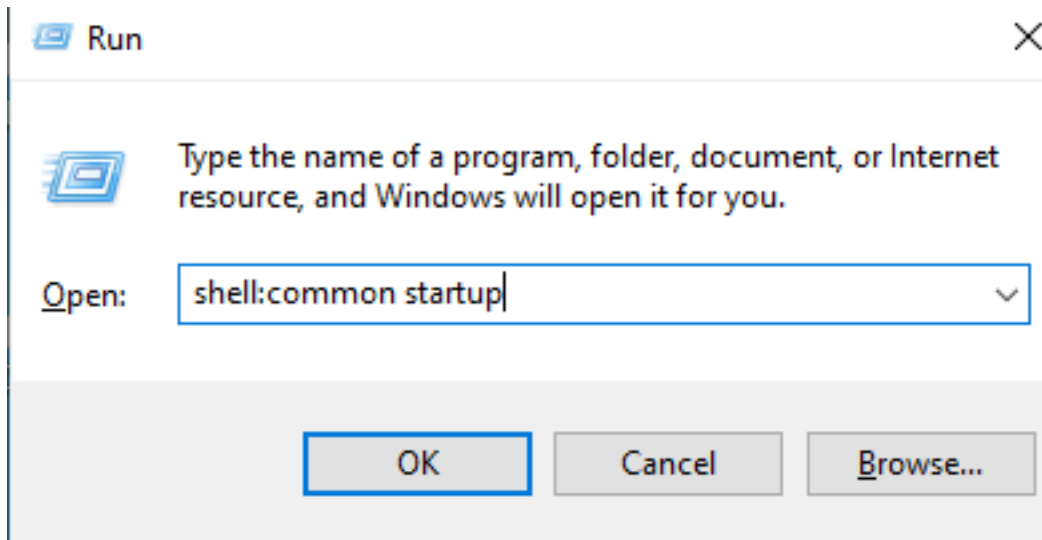 Run
Type the name of a program, folder, document, or Internet
resource, and Windows will open it for you.
Open: shell:common startup
OK Cancel Browse...